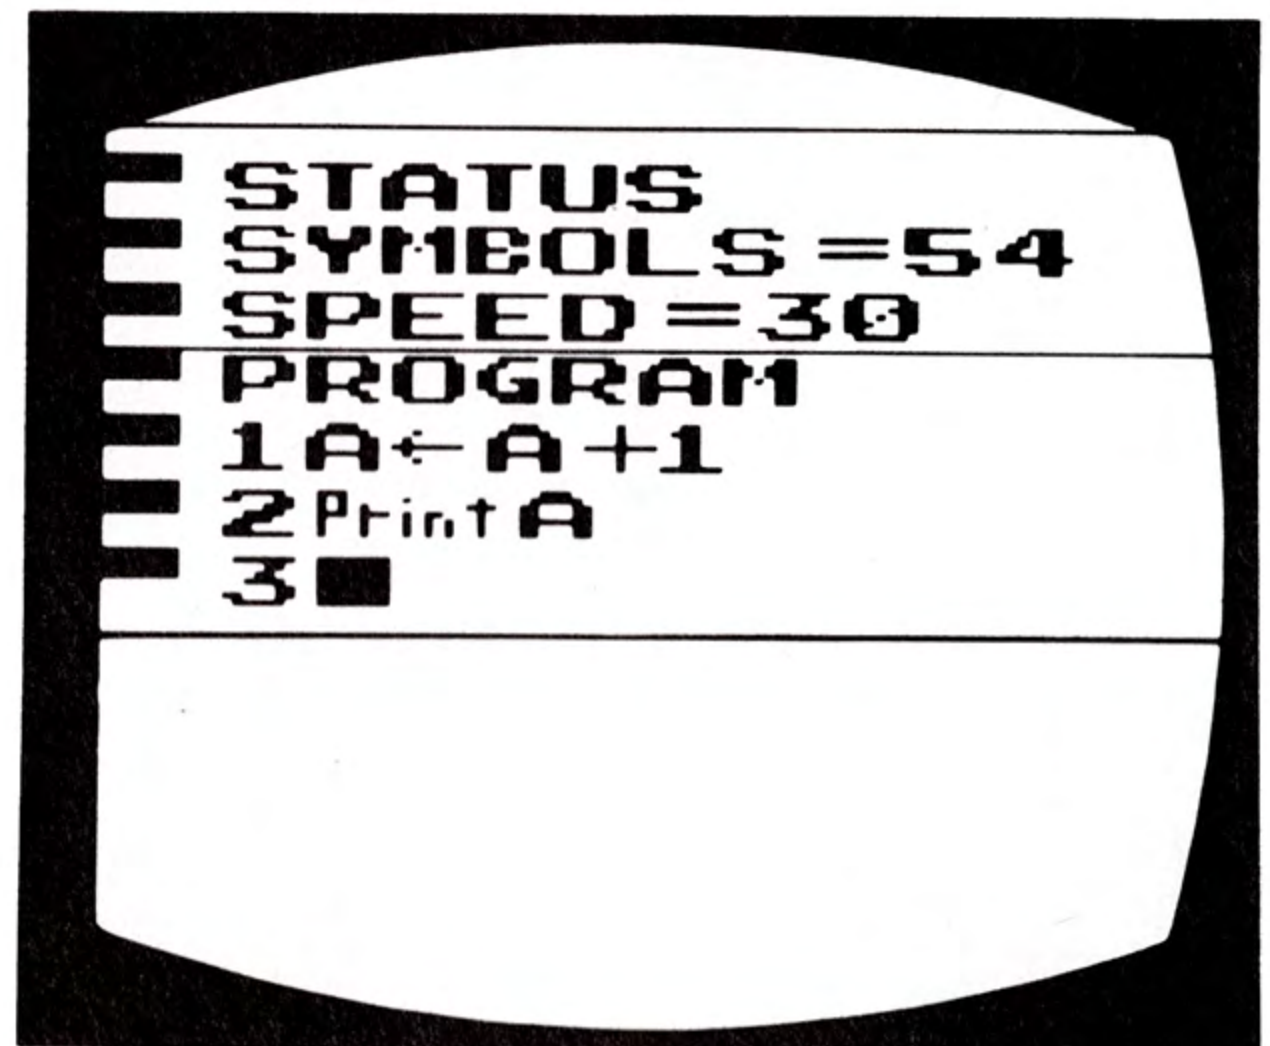 STATUS
SYMBOLS=54
SPEED=30
PROGRAM
1A←A+1
2PrintA
3